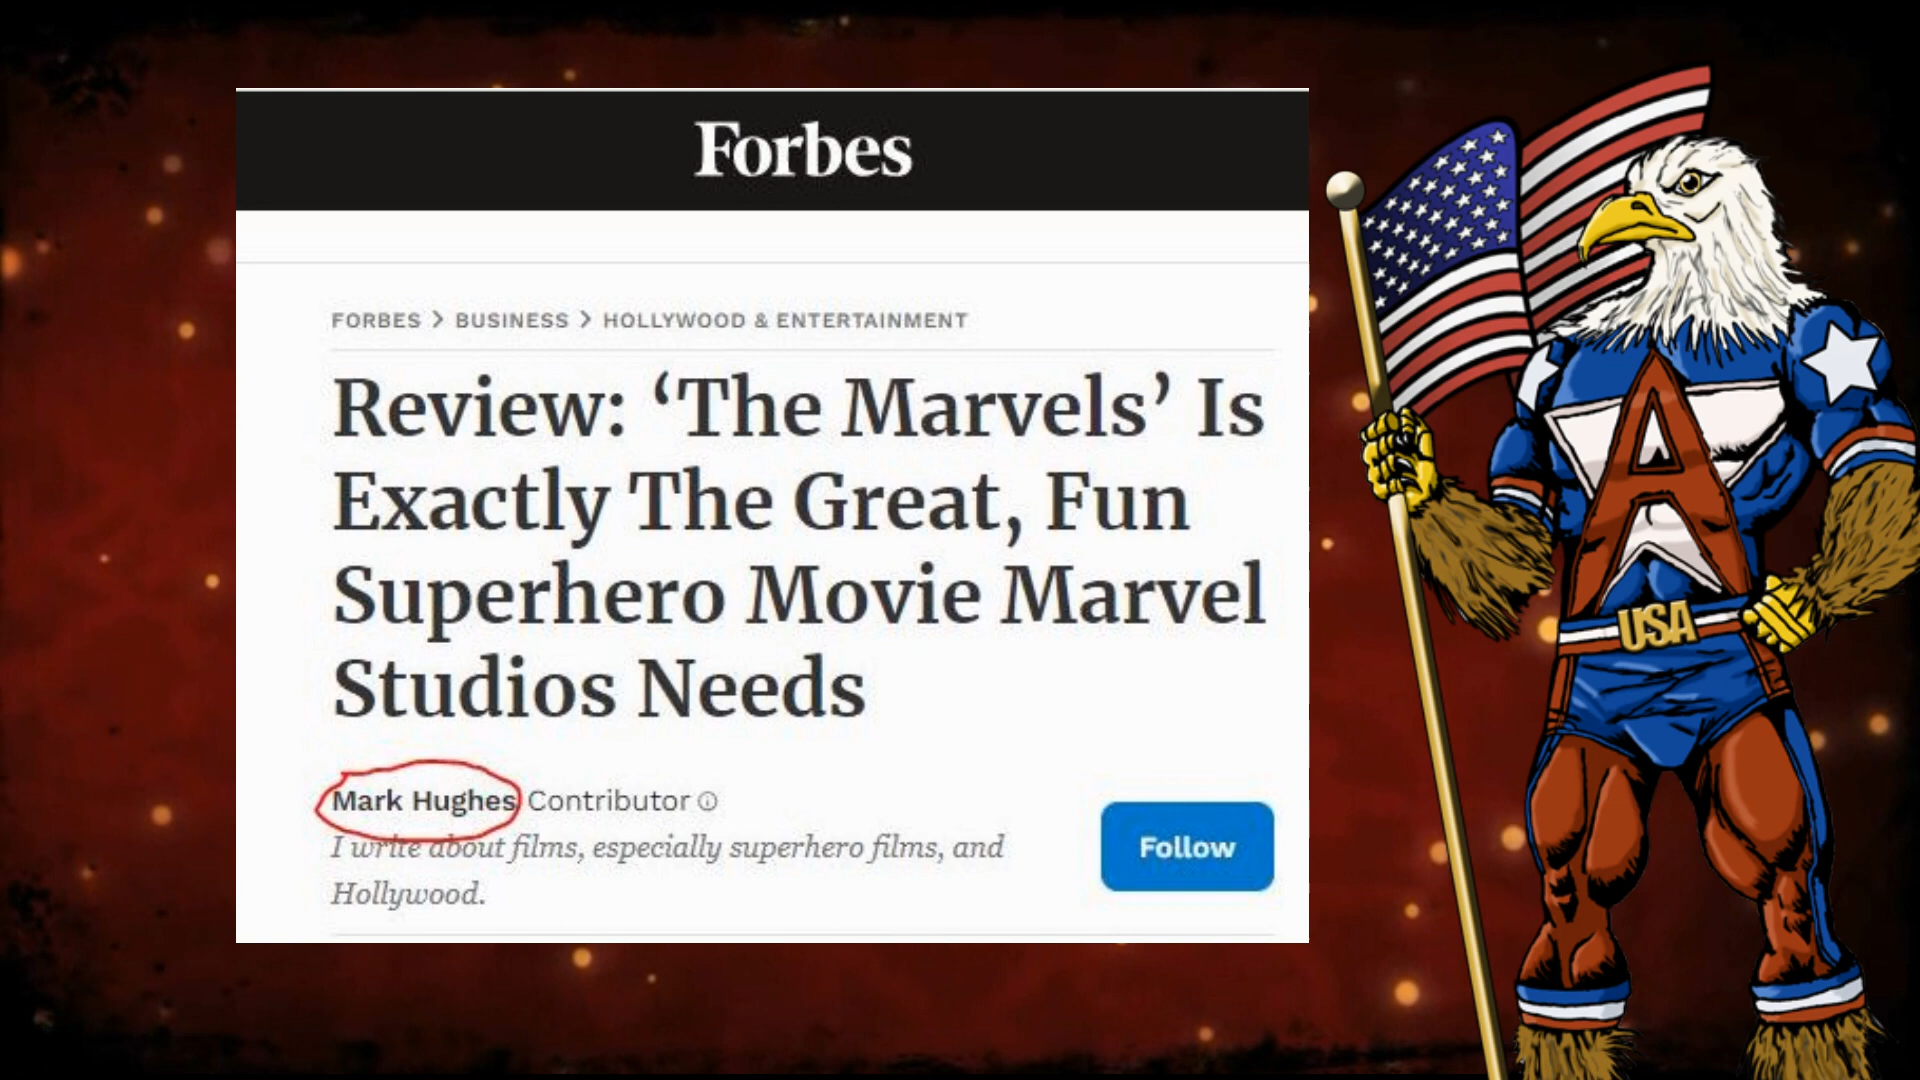 Forbes
FORBES > BUSINESS > HOLLYWOOD & ENTERTAINMENT
Review: ‘The Marvels’ Is
Exactly The Great, Fun
Superhero Movie Marvel
Studios Needs
Mark Hughes Contributor
I write about films, especially superhero films, and
Hollywood.
Follow
A
USA